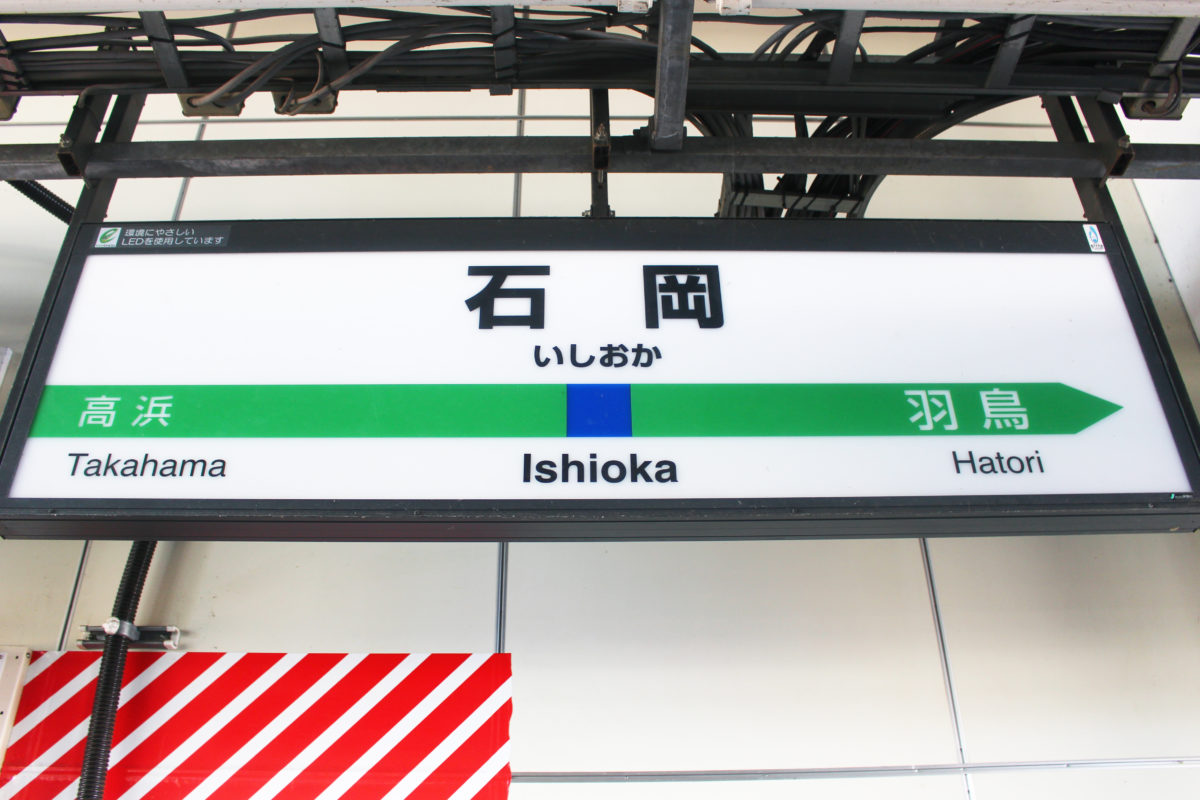 環境にやさしい
LEDを使用しています
石岡
いしおか
高浜
羽鳥
Takahama
Ishioka
Hatori